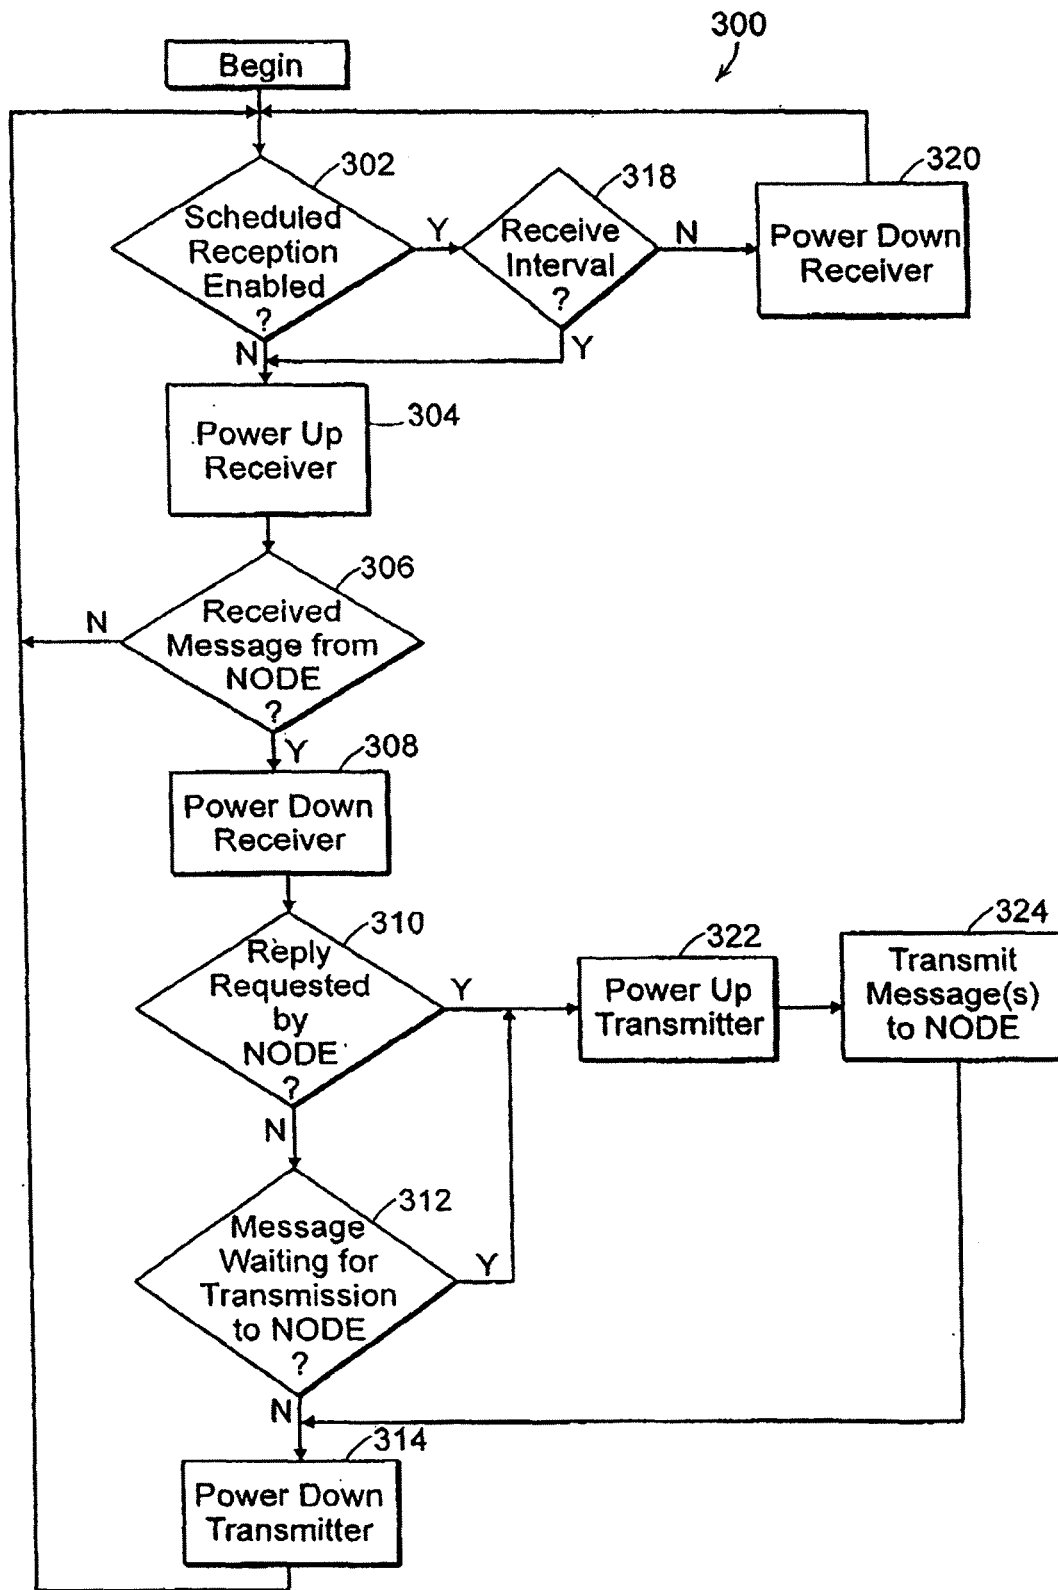 300
Begin
302
Scheduled
Reception
Enabled
?
Y
N
318
Receive
Interval
?
N
Y
320
Power Down
Receiver
304
Power Up
Receiver
306
Received
Message from
NODE
?
N
Y
308
Power Down
Receiver
310
Reply
Requested
by
NODE
?
Y
N
322
Power Up
Transmitter
324
Transmit
Message(s)
to NODE
312
Message
Waiting for
Transmission
to NODE
?
Y
N
314
Power Down
Transmitter